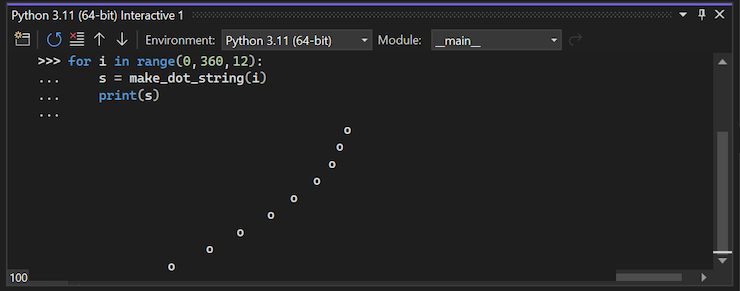 Python 3.11 (64-bit) Interactive 1
Environment: Python 3.11 (64-bit) Module: __main__
>>> for i in range(0,360,12):
...     s = make_dot_string(i)
...     print(s)
...
o
o
o
o
o
o
o
o
o
100